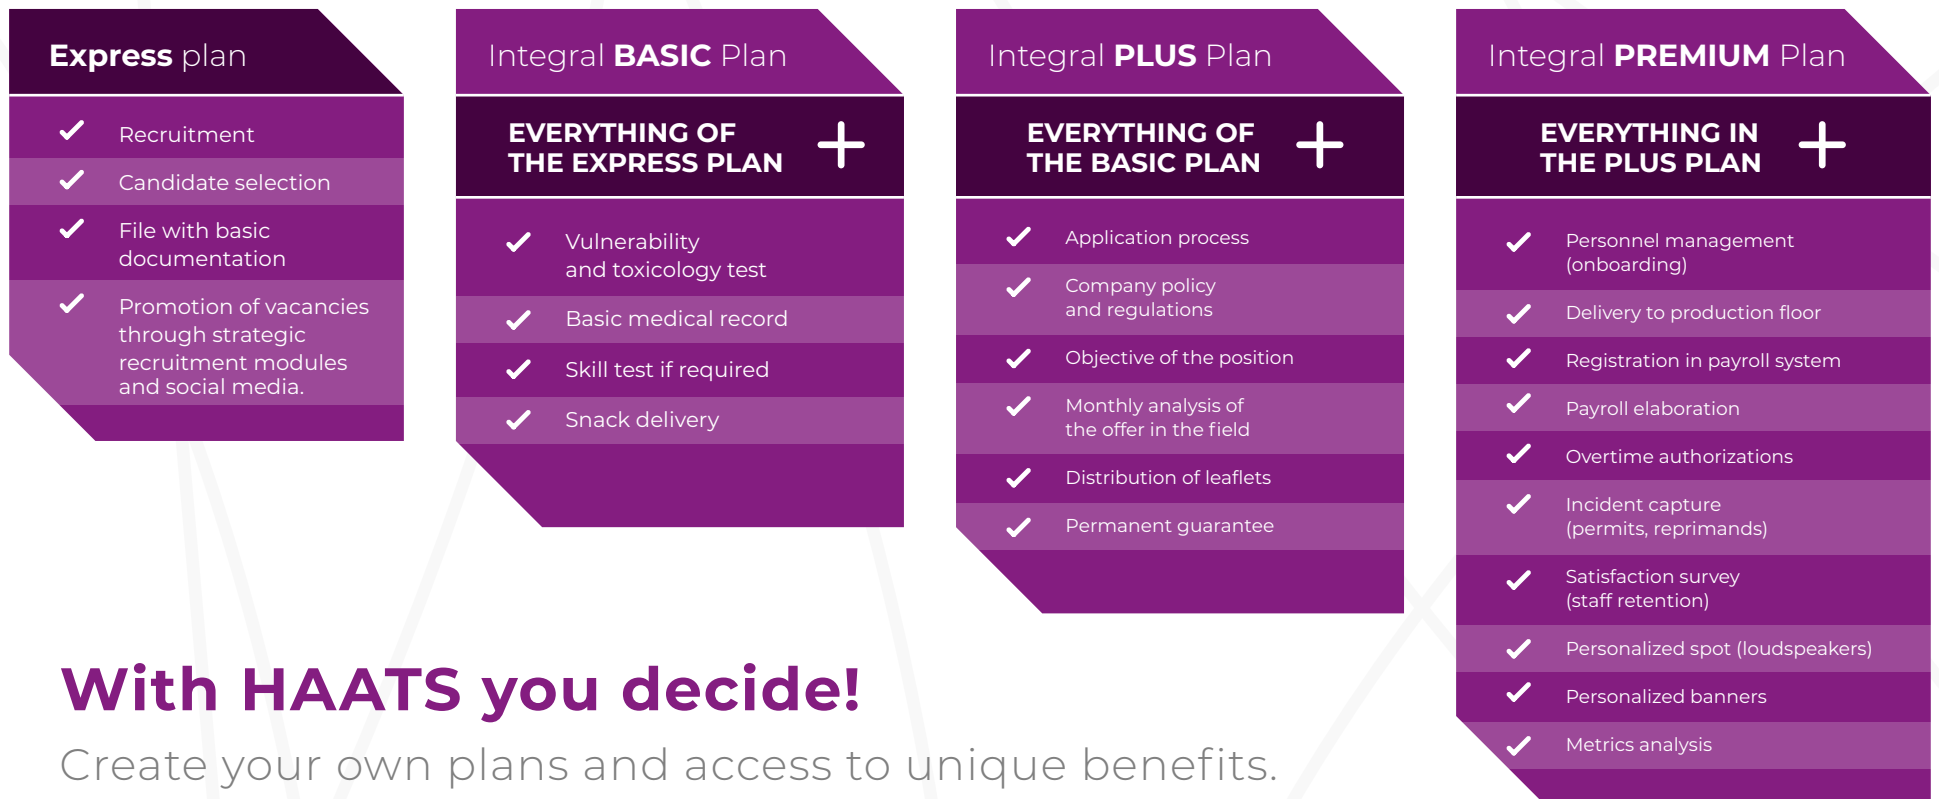 Express plan
Recruitment
Candidate selection
File with basic
documentation
Promotion of vacancies
through strategic
recruitment modules
and social media.
Integral BASIC Plan
EVERYTHING OF
THE EXPRESS PLAN
Vulnerability
and toxicology test
Basic medical record
Skill test if required
Snack delivery
Integral PLUS Plan
EVERYTHING OF
THE BASIC PLAN
Application process
Company policy
and regulations
Objective of the position
Monthly analysis of
the offer in the field
Distribution of leaflets
Permanent guarantee
Integral PREMIUM Plan
EVERYTHING IN
THE PLUS PLAN
Personnel management
(onboarding)
Delivery to production floor
Registration in payroll system
Payroll elaboration
Overtime authorizations
Incident capture
(permits, reprimands)
Satisfaction survey
(staff retention)
Personalized spot (loudspeakers)
Personalized banners
Metrics analysis
With HAATS you decide!
Create your own plans and access to unique benefits.